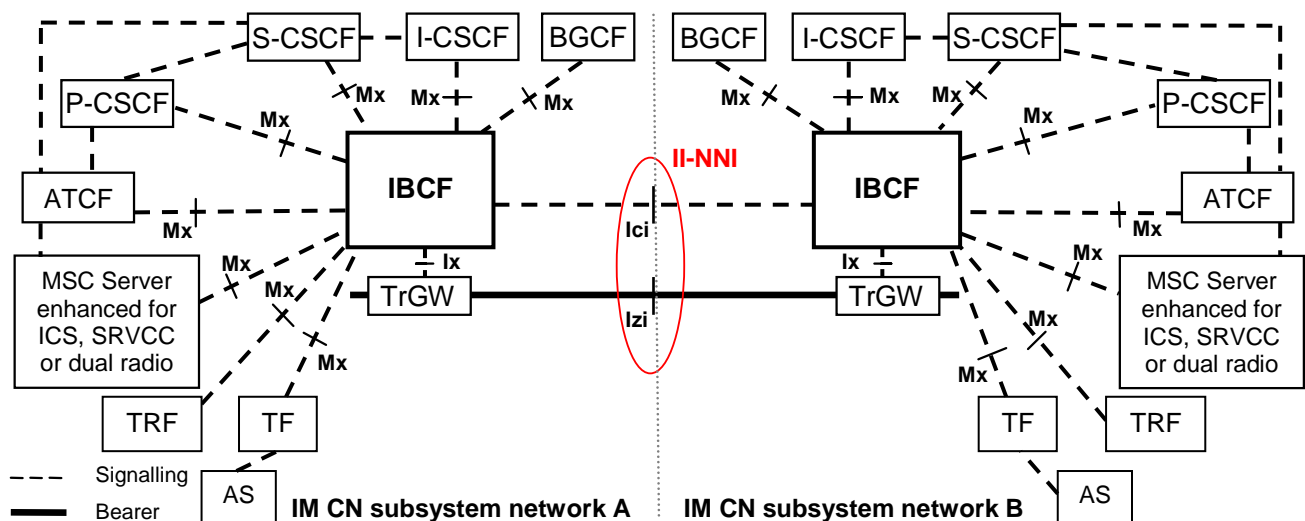 S-CSCF
I-CSCF
BGCF
BGCF
I-CSCF
S-CSCF
P-CSCF
Mx
Mx
Mx
Mx
Mx
Mx
P-CSCF
Mx
Mx
II-NNI
ATCF
IBCF
IBCF
ATCF
Mx
Ici
Mx
MSC Server
enhanced for
ICS, SRVCC
or dual radio
Mx
Ix
Ix
Mx
MSC Server
enhanced for
ICS, SRVCC
or dual radio
TrGW
TrGW
Mx
Izi
Mx
Mx
Mx
TRF
TF
TF
TRF
Signalling
AS
AS
Bearer
IM CN subsystem network A
IM CN subsystem network B